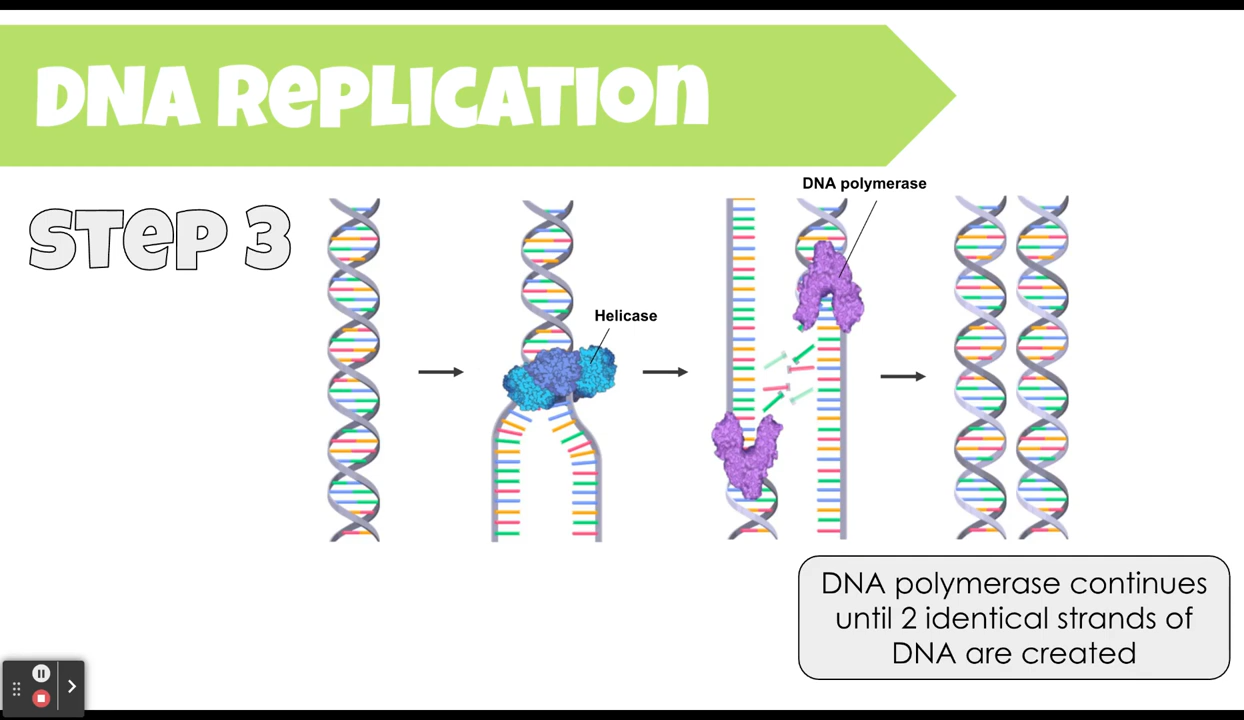 DNA Replication
STEP 3
DNA polymerase
Helicase
DNA polymerase continues
until 2 identical strands of
DNA are created